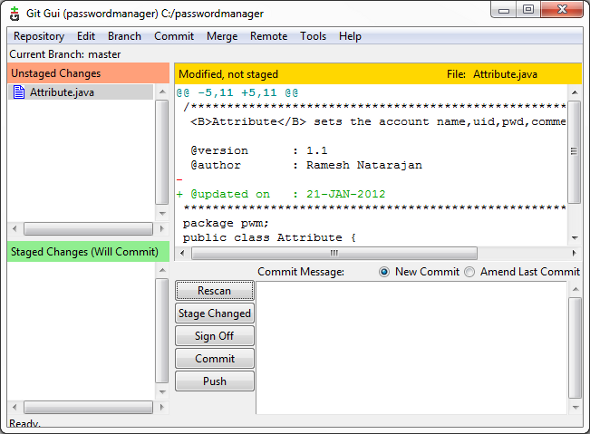 Git Gui (passwordmanager) C:/passwordmanager
Repository Edit Branch Commit Merge Remote Tools Help
Current Branch: master
Unstaged Changes
Attribute.java
Staged Changes (Will Commit)
Modified, not staged File: Attribute.java
@@ -5,11 +5,11 @@
/*******************************************************
<B>Attribute</B> sets the account name,uid,pwd,comme
@version : 1.1
@author : Ramesh Natarajan
-
+ @updated on : 21-JAN-2012
*******************************************************
package pwm;
public class Attribute {
Commit Message: New Commit Amend Last Commit
Rescan
Stage Changed
Sign Off
Commit
Push
Ready.